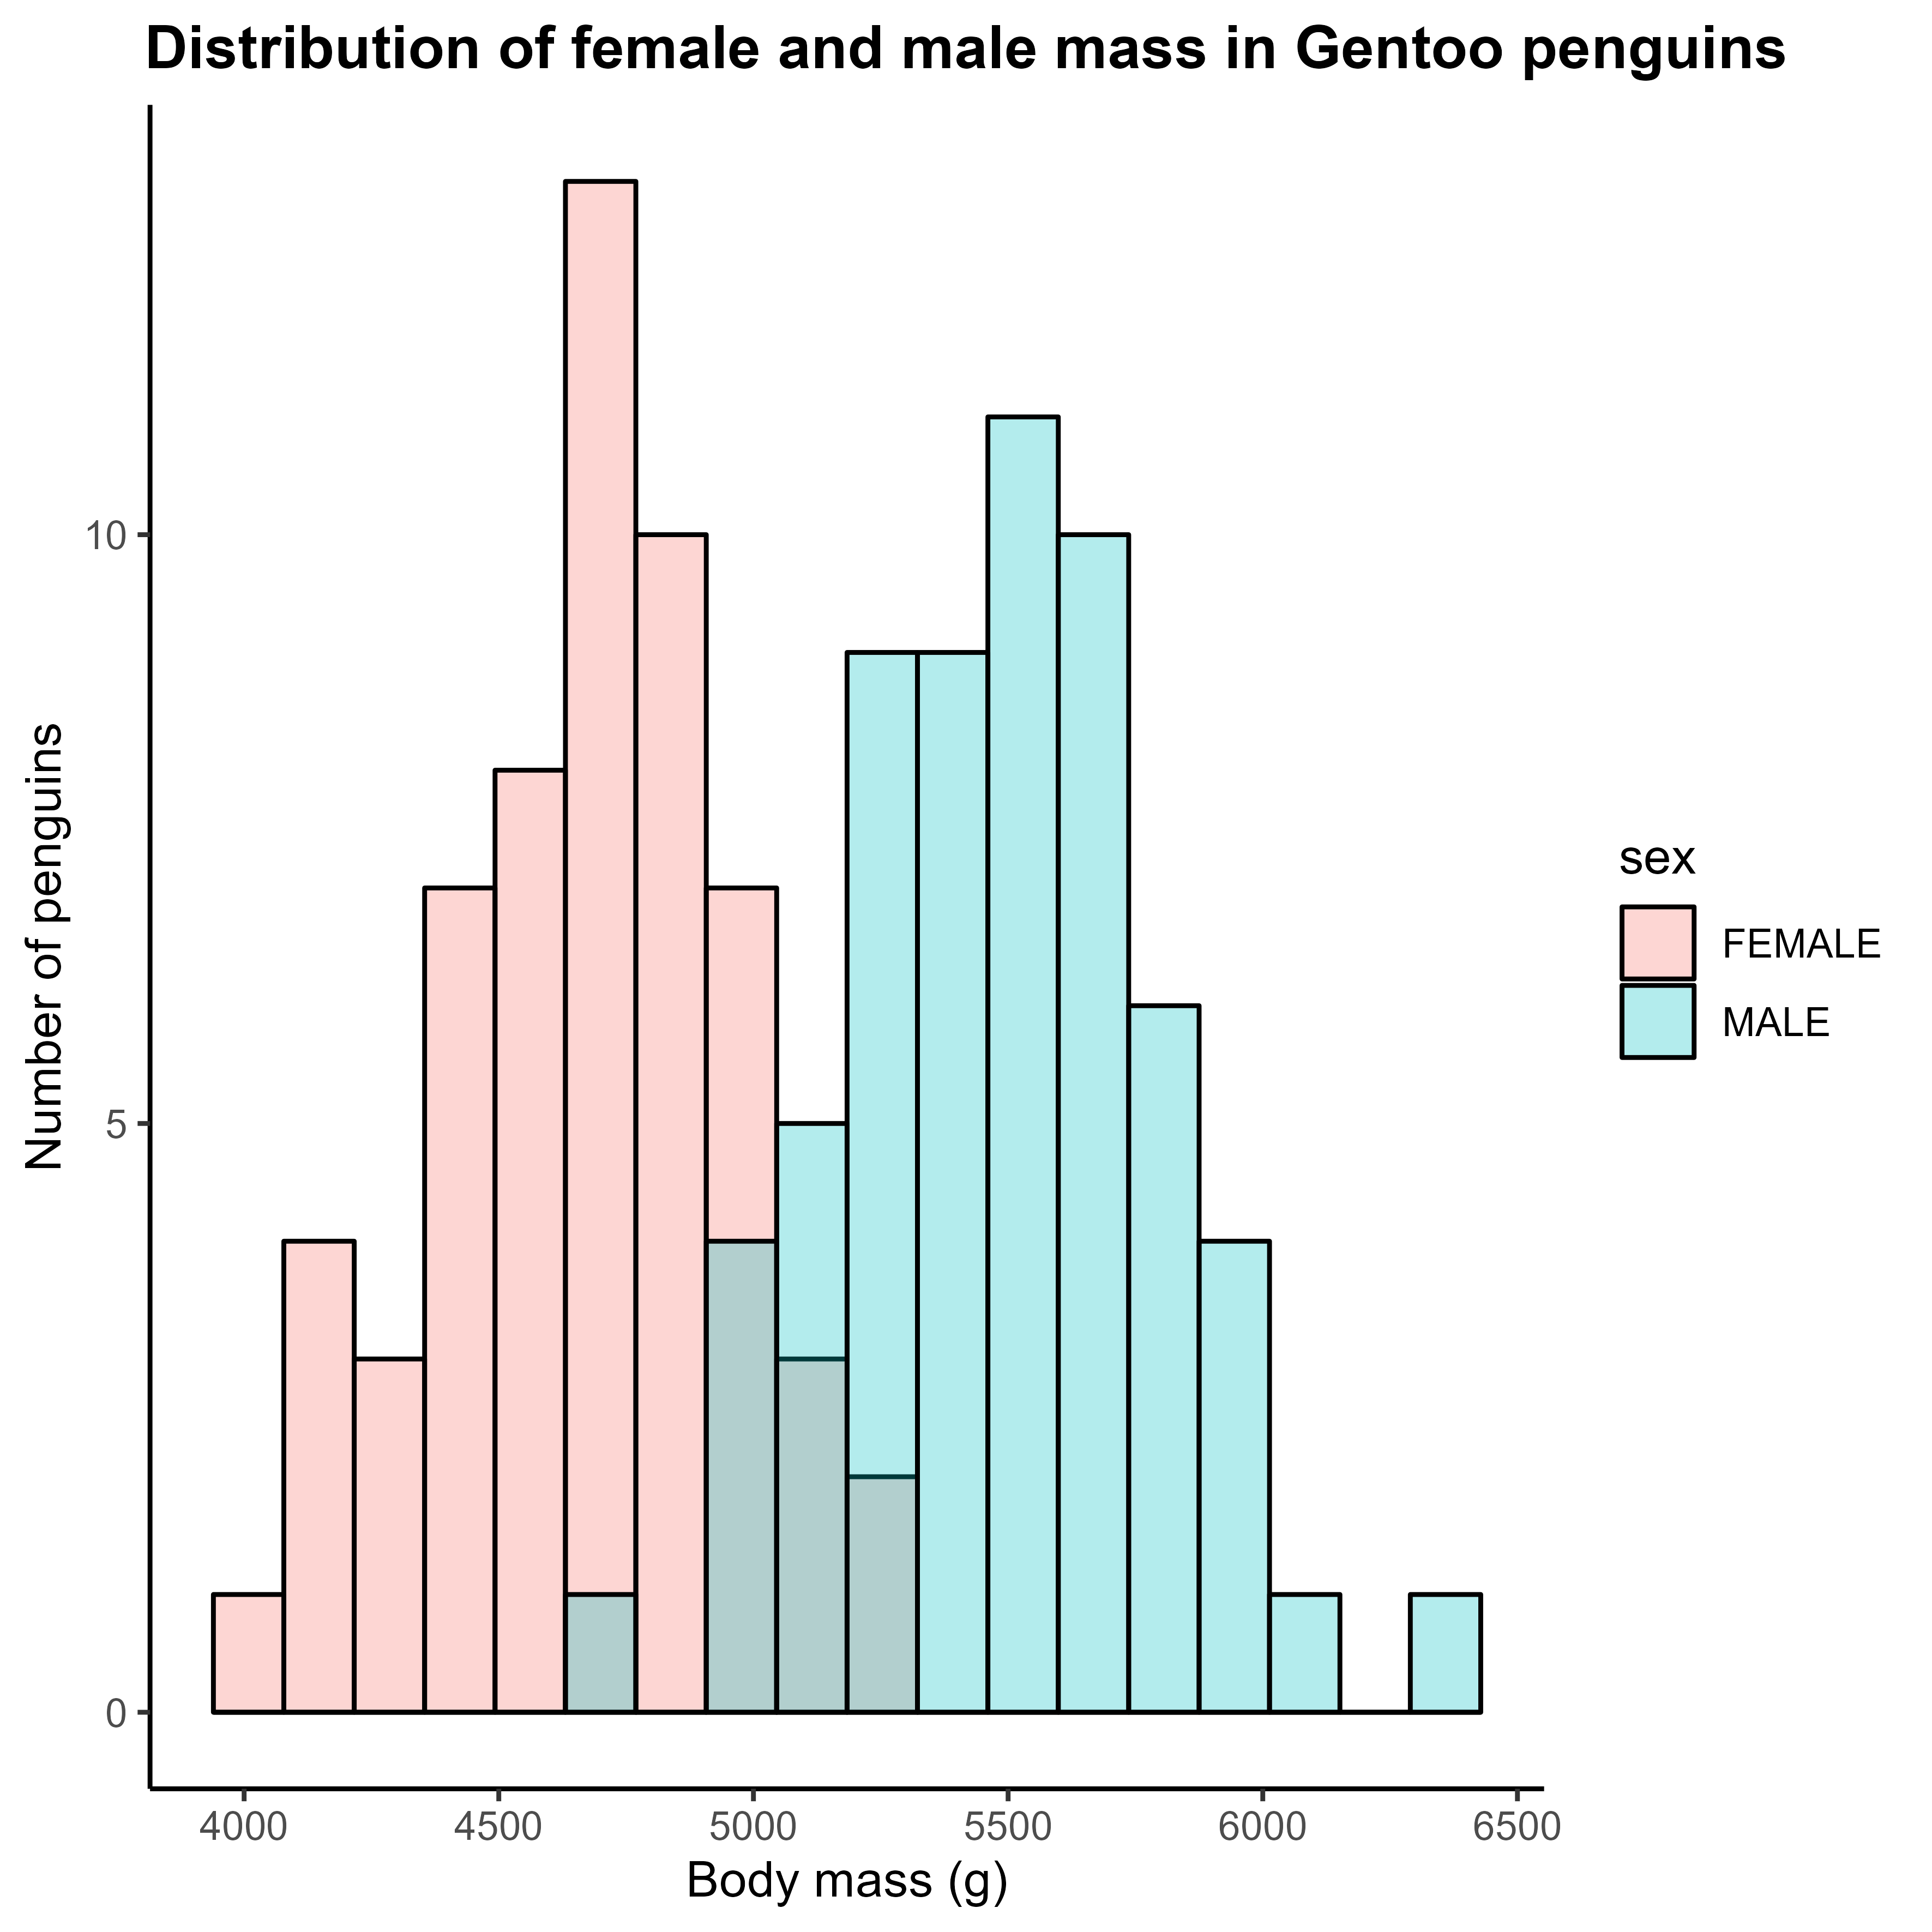 Distribution of female and male mass in Gentoo penguins
Number of penguins
10
5
0
4000 4500 5000 5500 6000 6500
Body mass (g)
sex
FEMALE
MALE